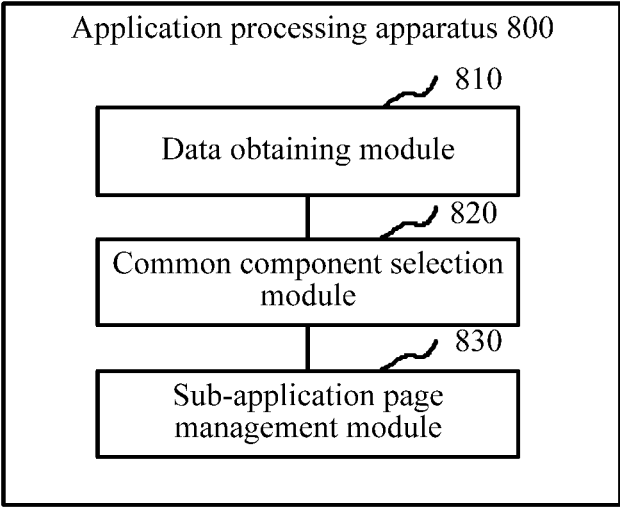 Application processing apparatus 800
810
Data obtaining module
820
Common component selection
module
830
Sub-application page
management module